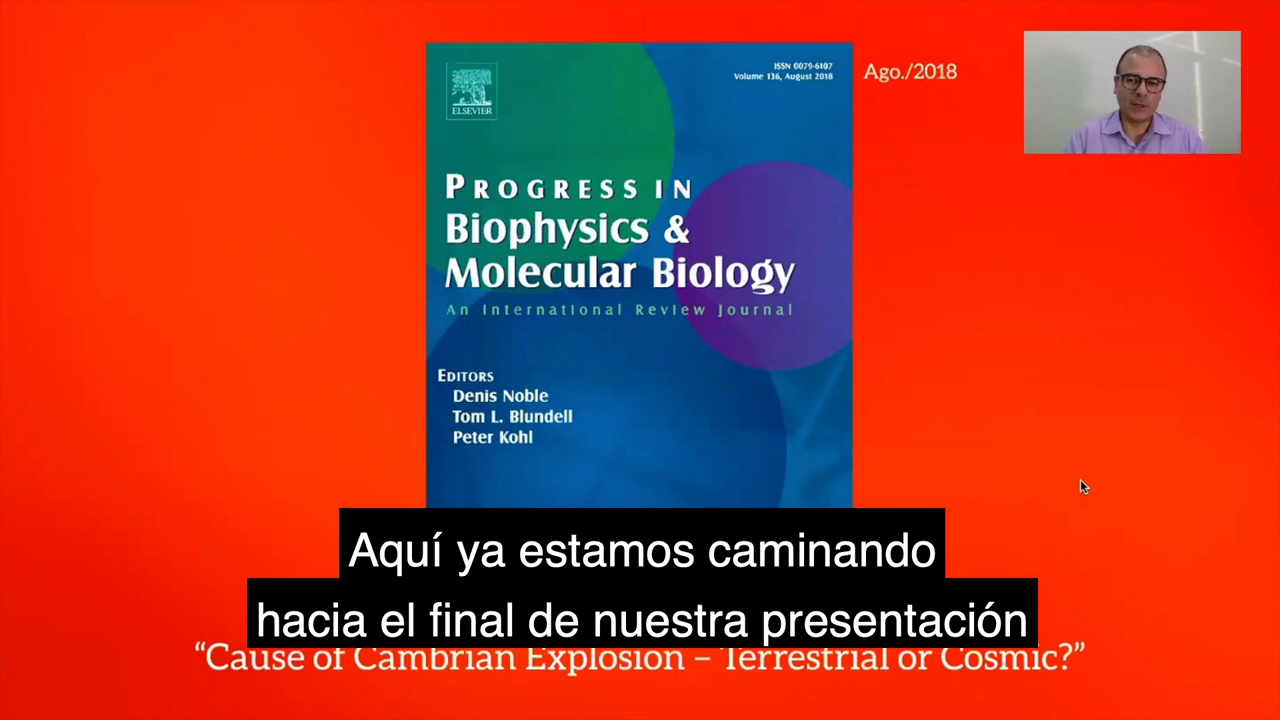 ISSN 0079-6107
Volume 136, August 2018
Ago./2018
ELSEVIER
PROGRESS IN
Biophysics &
Molecular Biology
An International Review Journal
EDITORS
Denis Noble
Tom L. Blundell
Peter Kohl
Aquí ya estamos caminando
hacia el final de nuestra presentación
“Cause of Cambrian Explosion – Terrestrial or Cosmic?”